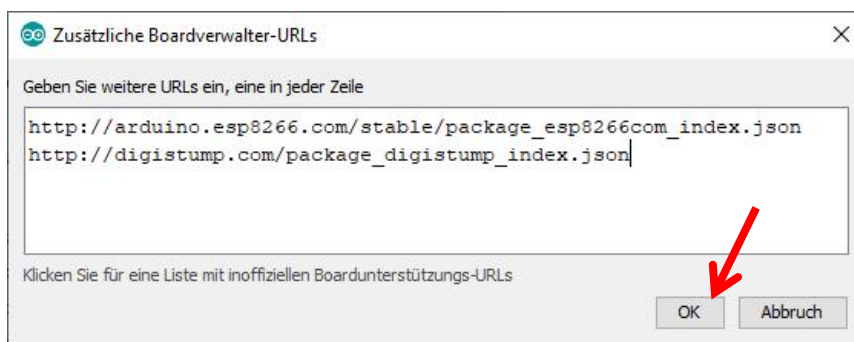 Zusätzliche Boardverwalter-URLs
Geben Sie weitere URLs ein, eine in jeder Zeile
http://arduino.esp8266.com/stable/package_esp8266com_index.json
http://digistump.com/package_digistump_index.json
Klicken Sie für eine Liste mit inoffiziellen Boardunterstützungs-URLs
OK Abbruch